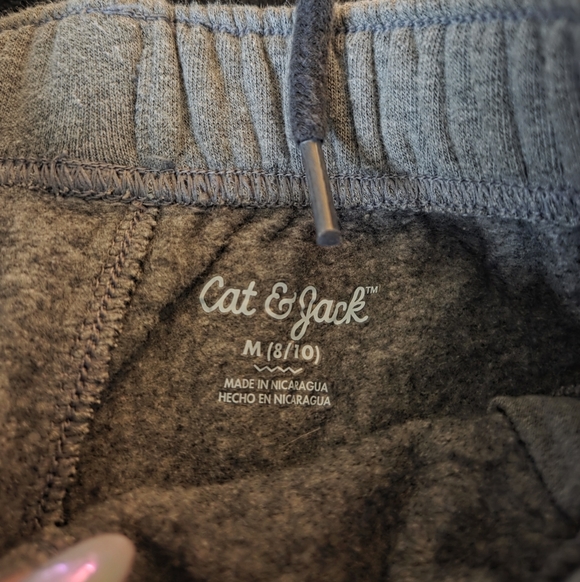 Cat & Jack™
M (8/10)
MADE IN NICARAGUA
HECHO EN NICARAGUA